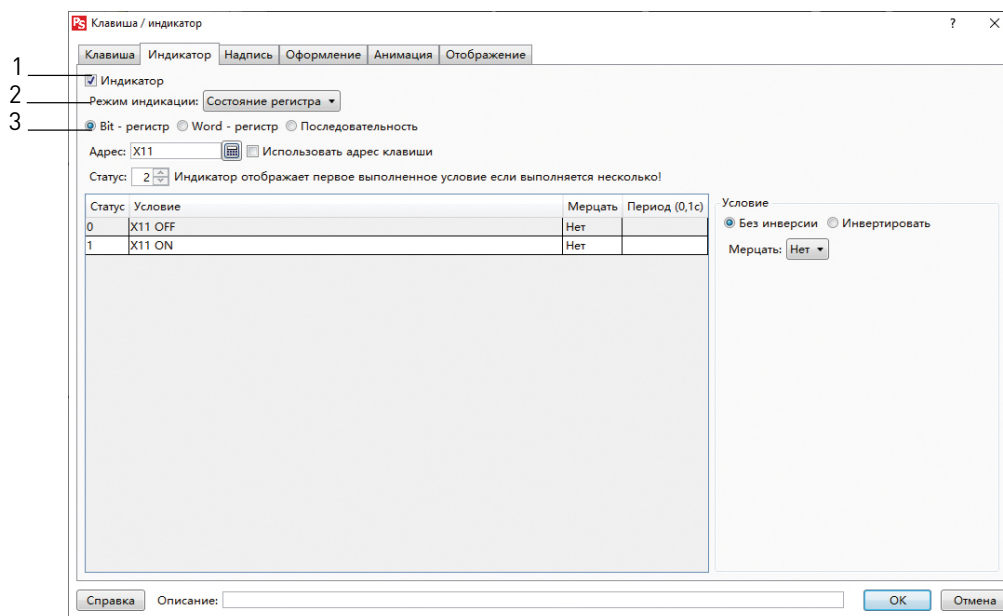 PS Клавиша / индикатор ? ×
Клавиша Индикатор Надпись Оформление Анимация Отображение
1
Индикатор
2
Режим индикации: Состояние регистра
3
Bit - регистр Word - регистр Последовательность
Адрес: X11 Использовать адрес клавиши
Статус: 2 Индикатор отображает первое выполненное условие если выполняется несколько!
Статус Условие Мерцать Период (0,1с)
0 X11 OFF Нет
1 X11 ON Нет
Условие
Без инверсии Инвертировать
Мерцать: Нет
Справка Описание: OK Отмена